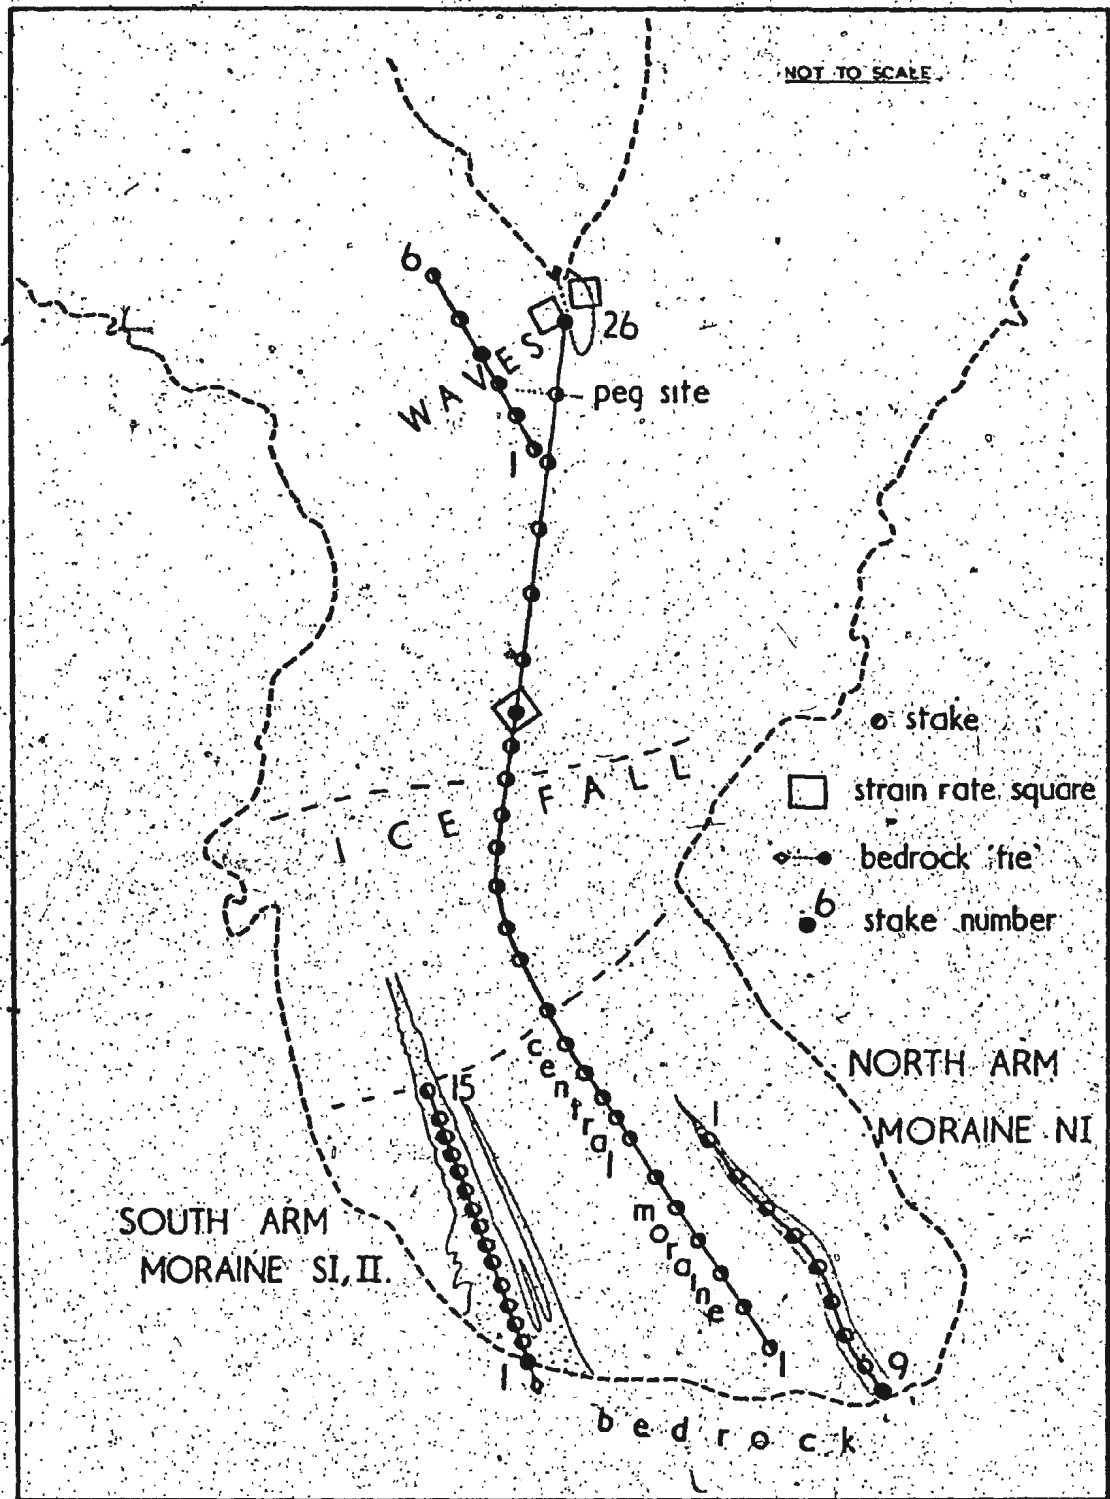 NOT TO SCALE
6
26
WAVES
peg site
1
stake
ICE FALL
strain rate square
bedrock 'tie'
6
stake number
central moraine
NORTH ARM
MORAINE NI
15
1
SOUTH ARM
MORAINE SI, II.
1
1
9
bedrock